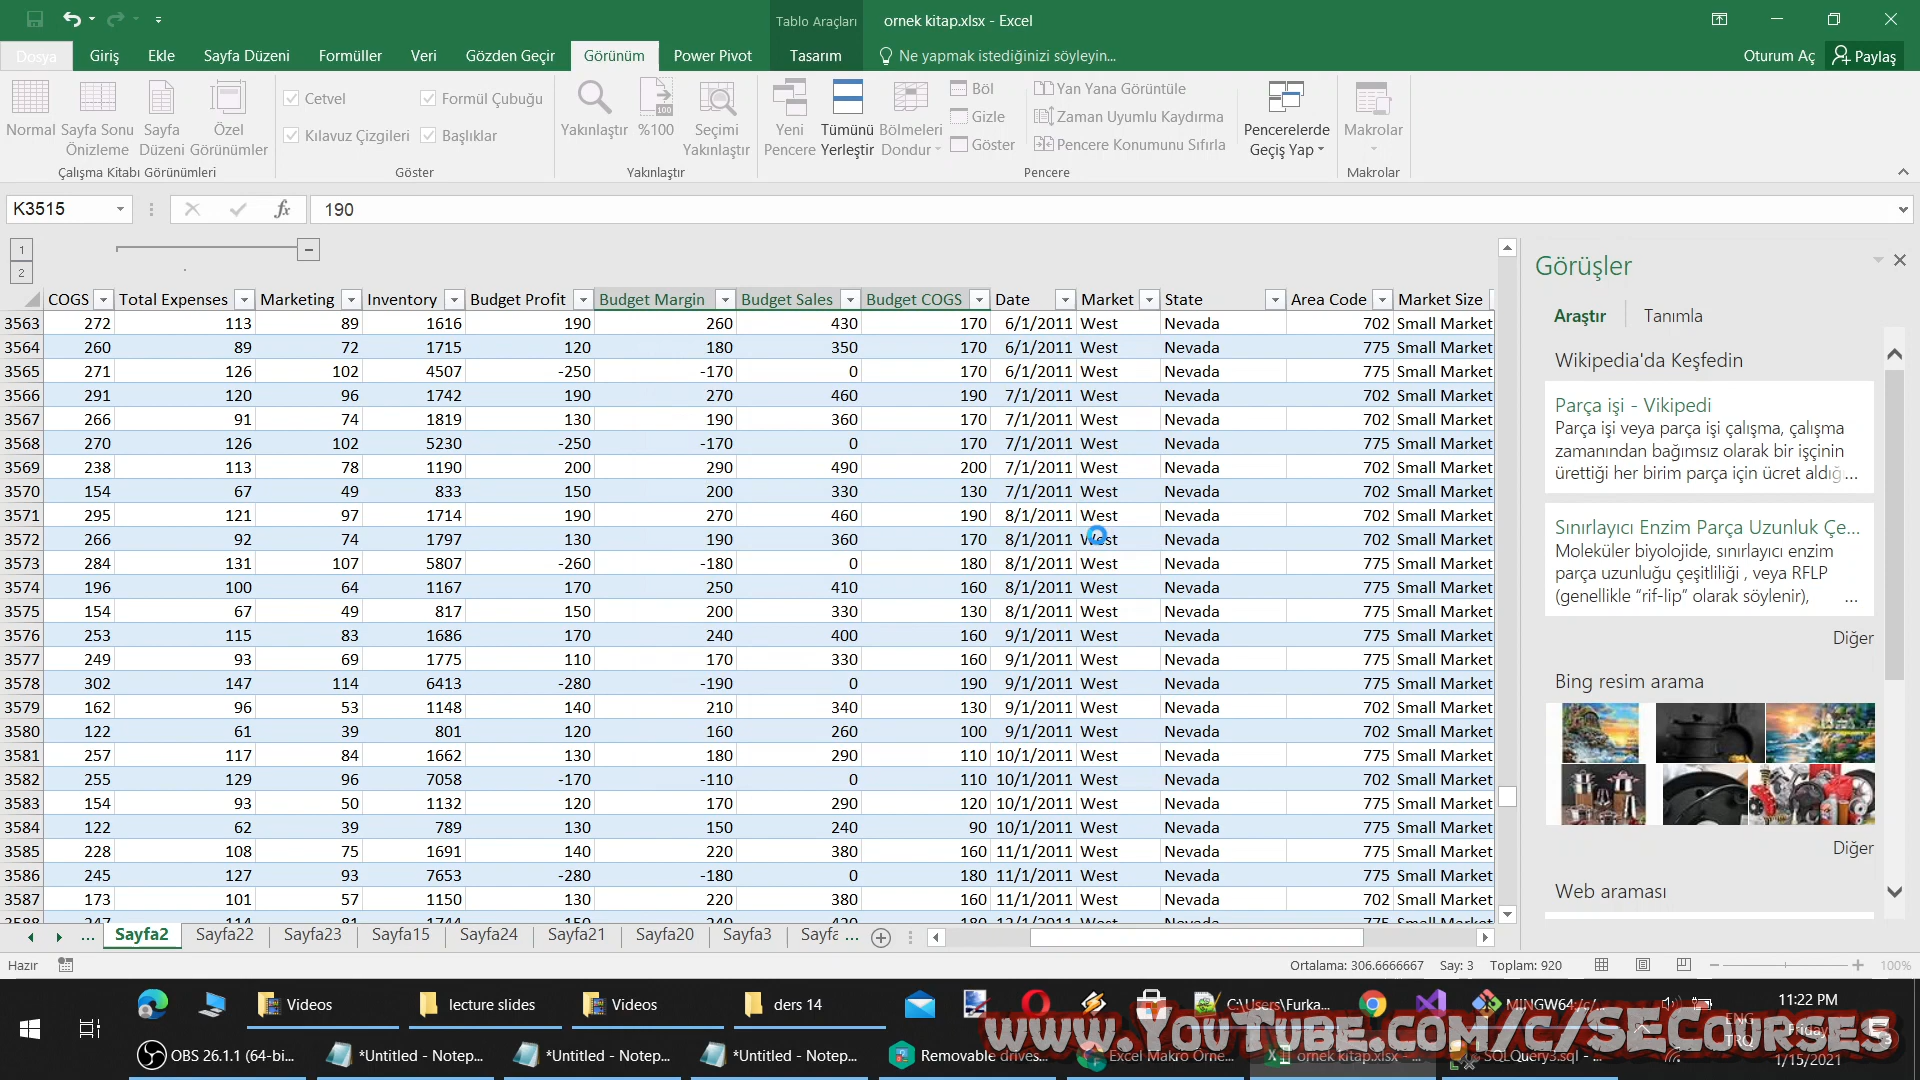 Tablo Araçları ornek kitap.xlsx - Excel
Dosya Giriş Ekle Sayfa Düzeni Formüller Veri Gözden Geçir Görünüm Power Pivot Tasarım Ne yapmak istediğinizi söyleyin... Oturum Aç Paylaş
Normal Sayfa Sonu Önizleme Sayfa Düzeni Özel Görünümler
Çalışma Kitabı Görünümleri
Cetvel Formül Çubuğu
Kılavuz Çizgileri Başlıklar
Göster
Yakınlaştır %100 Seçimi Yakınlaştır
Yakınlaştır
Yeni Pencere Tümünü Yerleştir Bölmeleri Dondur
Böl Yan Yana Görüntüle
Gizle Zaman Uyumlu Kaydırma
Göster Pencere Konumunu Sıfırla
Pencerelerde Geçiş Yap
Pencere
Makrolar
Makrolar
K3515 fx 190
1
2
COGS Total Expenses Marketing Inventory Budget Profit Budget Margin Budget Sales Budget COGS Date Market State Area Code Market Size
3563 272 113 89 1616 190 260 430 170 6/1/2011 West Nevada 702 Small Market
3564 260 89 72 1715 120 180 350 170 6/1/2011 West Nevada 775 Small Market
3565 271 126 102 4507 -250 -170 0 170 6/1/2011 West Nevada 775 Small Market
3566 291 120 96 1742 190 270 460 190 7/1/2011 West Nevada 702 Small Market
3567 266 91 74 1819 130 190 360 170 7/1/2011 West Nevada 702 Small Market
3568 270 126 102 5230 -250 -170 0 170 7/1/2011 West Nevada 775 Small Market
3569 238 113 78 1190 200 290 490 200 7/1/2011 West Nevada 702 Small Market
3570 154 67 49 833 150 200 330 130 7/1/2011 West Nevada 702 Small Market
3571 295 121 97 1714 190 270 460 190 8/1/2011 West Nevada 702 Small Market
3572 266 92 74 1797 130 190 360 170 8/1/2011 West Nevada 702 Small Market
3573 284 131 107 5807 -260 -180 0 180 8/1/2011 West Nevada 775 Small Market
3574 196 100 64 1167 170 250 410 160 8/1/2011 West Nevada 775 Small Market
3575 154 67 49 817 150 200 330 130 8/1/2011 West Nevada 775 Small Market
3576 253 115 83 1686 170 240 400 160 9/1/2011 West Nevada 775 Small Market
3577 249 93 69 1775 110 170 330 160 9/1/2011 West Nevada 775 Small Market
3578 302 147 114 6413 -280 -190 0 190 9/1/2011 West Nevada 775 Small Market
3579 162 96 53 1148 140 210 340 130 9/1/2011 West Nevada 702 Small Market
3580 122 61 39 801 120 160 260 100 9/1/2011 West Nevada 702 Small Market
3581 257 117 84 1662 130 180 290 110 10/1/2011 West Nevada 775 Small Market
3582 255 129 96 7058 -170 -110 0 110 10/1/2011 West Nevada 702 Small Market
3583 154 93 50 1132 120 170 290 120 10/1/2011 West Nevada 775 Small Market
3584 122 62 39 789 130 150 240 90 10/1/2011 West Nevada 775 Small Market
3585 228 108 75 1691 140 220 380 160 11/1/2011 West Nevada 775 Small Market
3586 245 127 93 7653 -280 -180 0 180 11/1/2011 West Nevada 775 Small Market
3587 173 101 57 1150 130 220 380 160 11/1/2011 West Nevada 702 Small Market
3588 247 114 81 1744 150 240 420 180 12/1/2011 West Nevada 775 Small Market
Görüşler
Araştır Tanımla
Wikipedia'da Keşfedin
Parça işi - Vikipedi
Parça işi veya parça işi çalışma, çalışma
zamanından bağımsız olarak bir işçinin
ürettiği her birim parça için ücret aldığı...
Sınırlayıcı Enzim Parça Uzunluk Çe...
Moleküler biyolojide, sınırlayıcı enzim
parça uzunluğu çeşitliliği , veya RFLP
(genellikle “rif-lip” olarak söylenir), ...
Diğer
Bing resim arama
Diğer
Web araması
... Sayfa2 Sayfa22 Sayfa23 Sayfa15 Sayfa24 Sayfa21 Sayfa20 Sayfa3 Sayfa ...
Hazır Ortalama: 306.6666667 Say: 3 Toplam: 920 100%
Videos lecture slides Videos ders 14 C:\Users\Furka... MINGW64:/c/... 11:22 PM
www.YouTube.com/c/SECourses
ENG Friday
OBS 26.1.1 (64-bi... *Untitled - Notep... *Untitled - Notep... *Untitled - Notep... Removable drives... Excel Makro Örne... ornek kitap.xlsx - ... SQLQuery3.sql - ... TRQ 1/15/2021